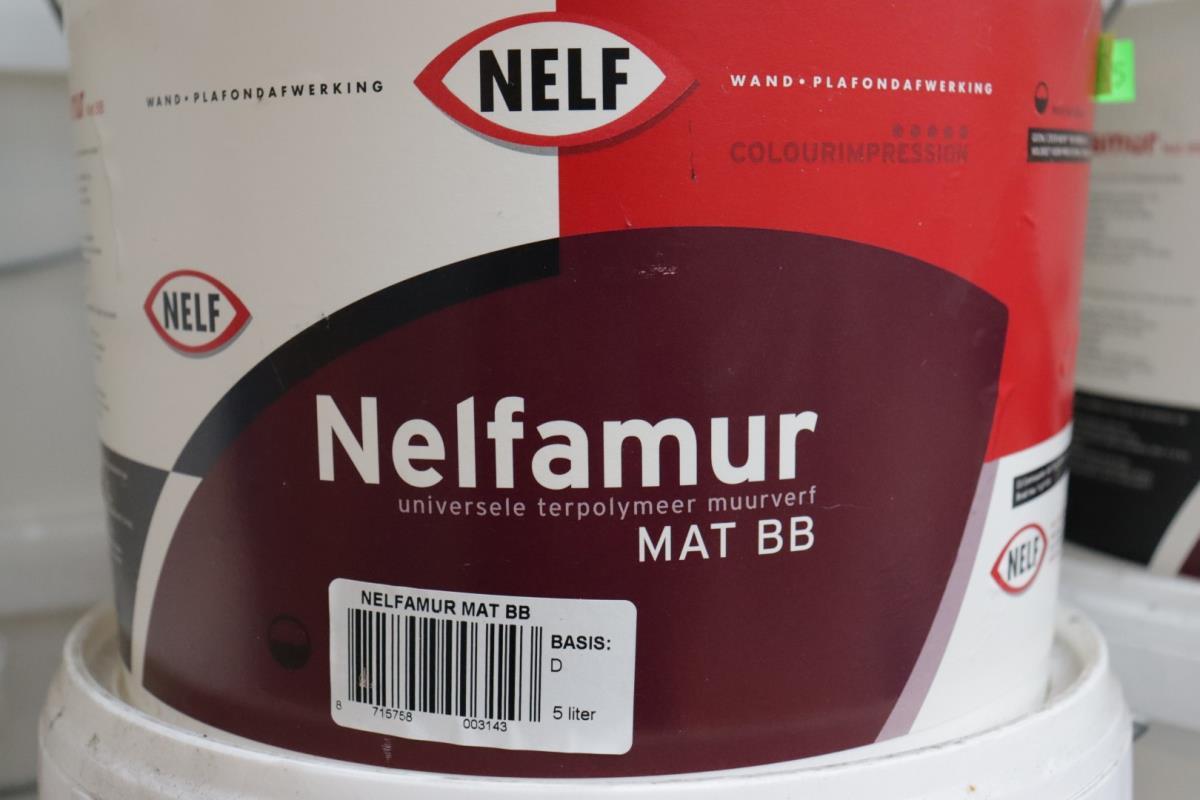 NELF
WAND • PLAFONDAFWERKING
WAND • PLAFONDAFWERKING
COLOURIMPRESSION
NELF
Nelfamur
universele terpolymeer muurverf
MAT BB
NELF
NELFAMUR MAT BB
BASIS:
D
5 liter
8 715758 003143